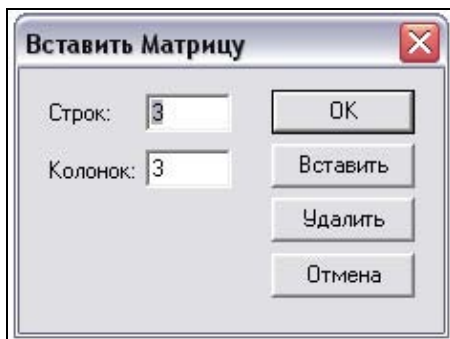 Вставить Матрицу
Строк: 3
OK
Колонок: 3
Вставить
Удалить
Отмена